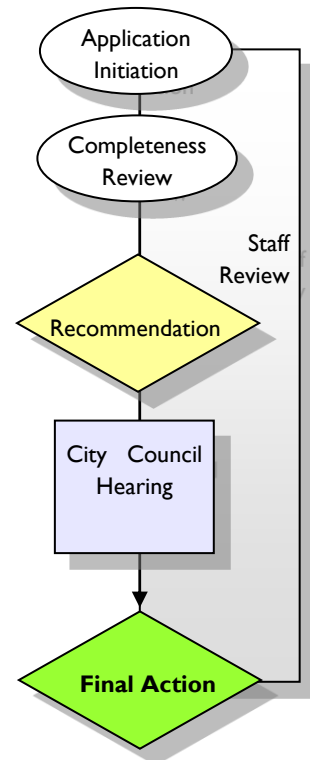 Application
Initiation
Completeness
Review
Staff
Review
Recommendation
City Council
Hearing
Final Action